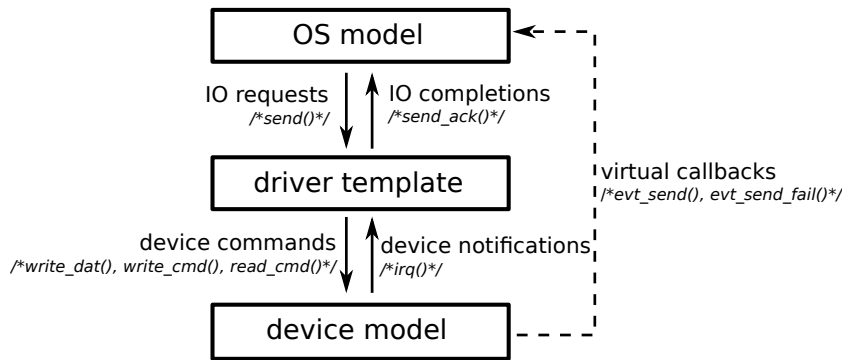 OS model
IO requests
/*send()*/
IO completions
/*send_ack()*/
driver template
virtual callbacks
/*evt_send(), evt_send_fail()*/
device commands
/*write_dat(), write_cmd(), read_cmd()*/
device notifications
/*irq()*/
device model